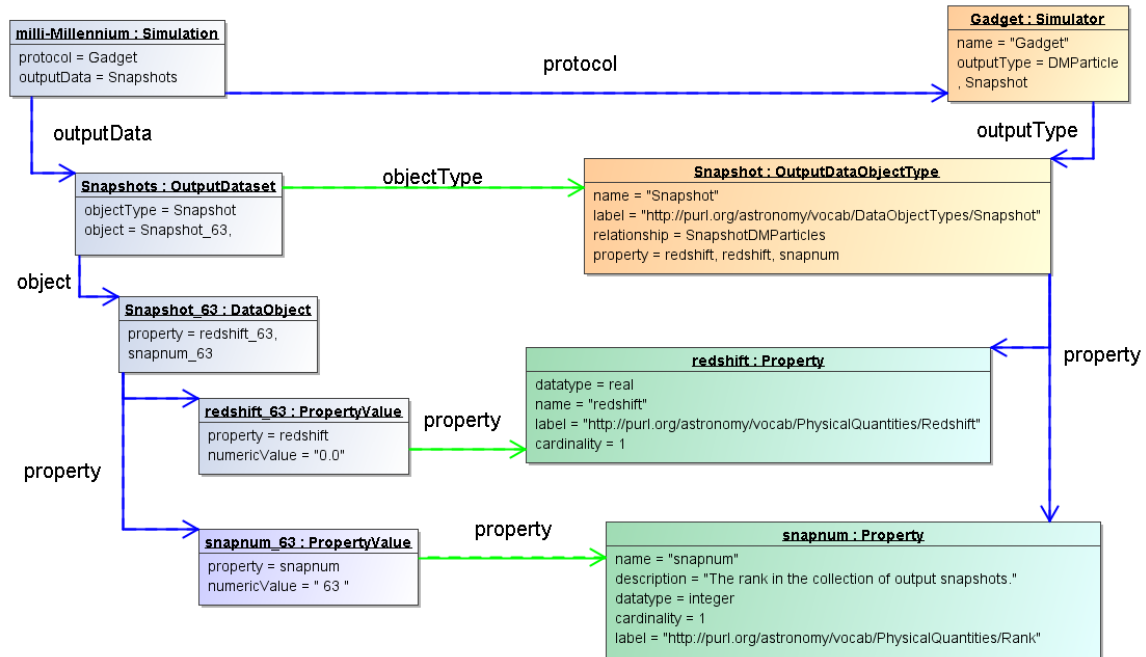 milli-Millennium : Simulation
protocol = Gadget
outputData = Snapshots
protocol
Gadget : Simulator
name = "Gadget"
outputType = DMParticle
, Snapshot
outputData
outputType
Snapshots : OutputDataset
objectType = Snapshot
object = Snapshot_63,
objectType
Snapshot : OutputDataObjectType
name = "Snapshot"
label = "http://purl.org/astronomy/vocab/DataObjectTypes/Snapshot"
relationship = SnapshotDMParticles
property = redshift, redshift, snapnum
object
Snapshot_63 : DataObject
property = redshift_63,
snapnum_63
redshift : Property
datatype = real
name = "redshift"
label = "http://purl.org/astronomy/vocab/PhysicalQuantities/Redshift"
cardinality = 1
property
redshift_63 : PropertyValue
property = redshift
numericValue = "0.0"
property
property
snapnum_63 : PropertyValue
property = snapnum
numericValue = " 63 "
property
snapnum : Property
name = "snapnum"
description = "The rank in the collection of output snapshots."
datatype = integer
cardinality = 1
label = "http://purl.org/astronomy/vocab/PhysicalQuantities/Rank"